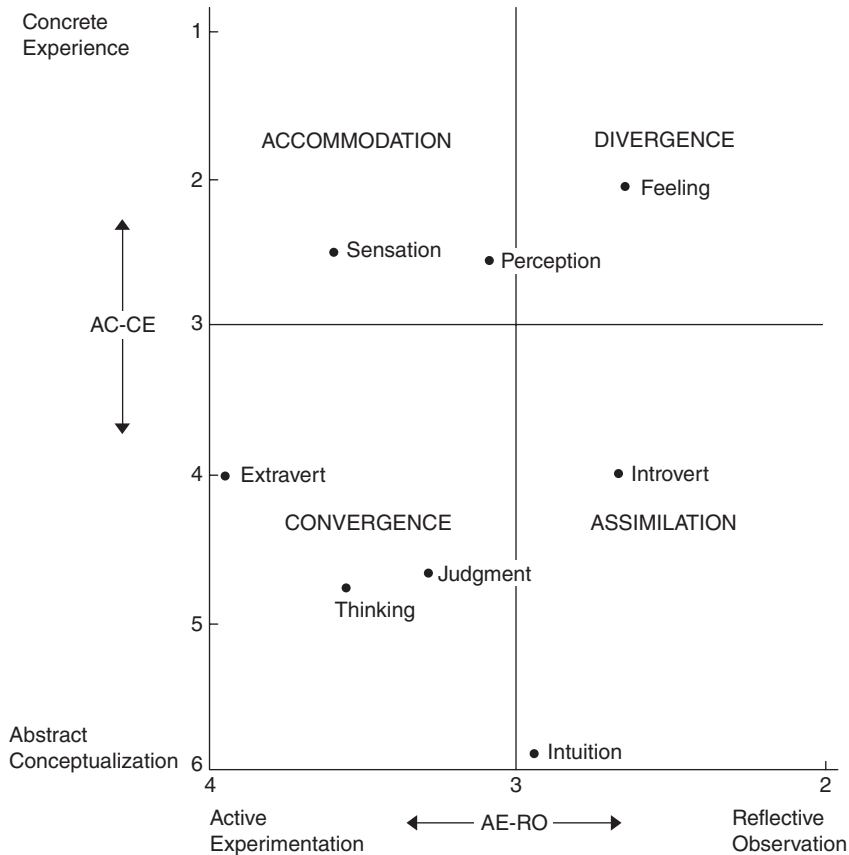 Concrete
Experience
1
ACCOMMODATION
DIVERGENCE
2
Feeling
Sensation
Perception
AC-CE
3
4
Extravert
Introvert
CONVERGENCE
ASSIMILATION
Judgment
Thinking
5
Abstract
Conceptualization
6
Intuition
4
3
2
Active
Experimentation
AE-RO
Reflective
Observation